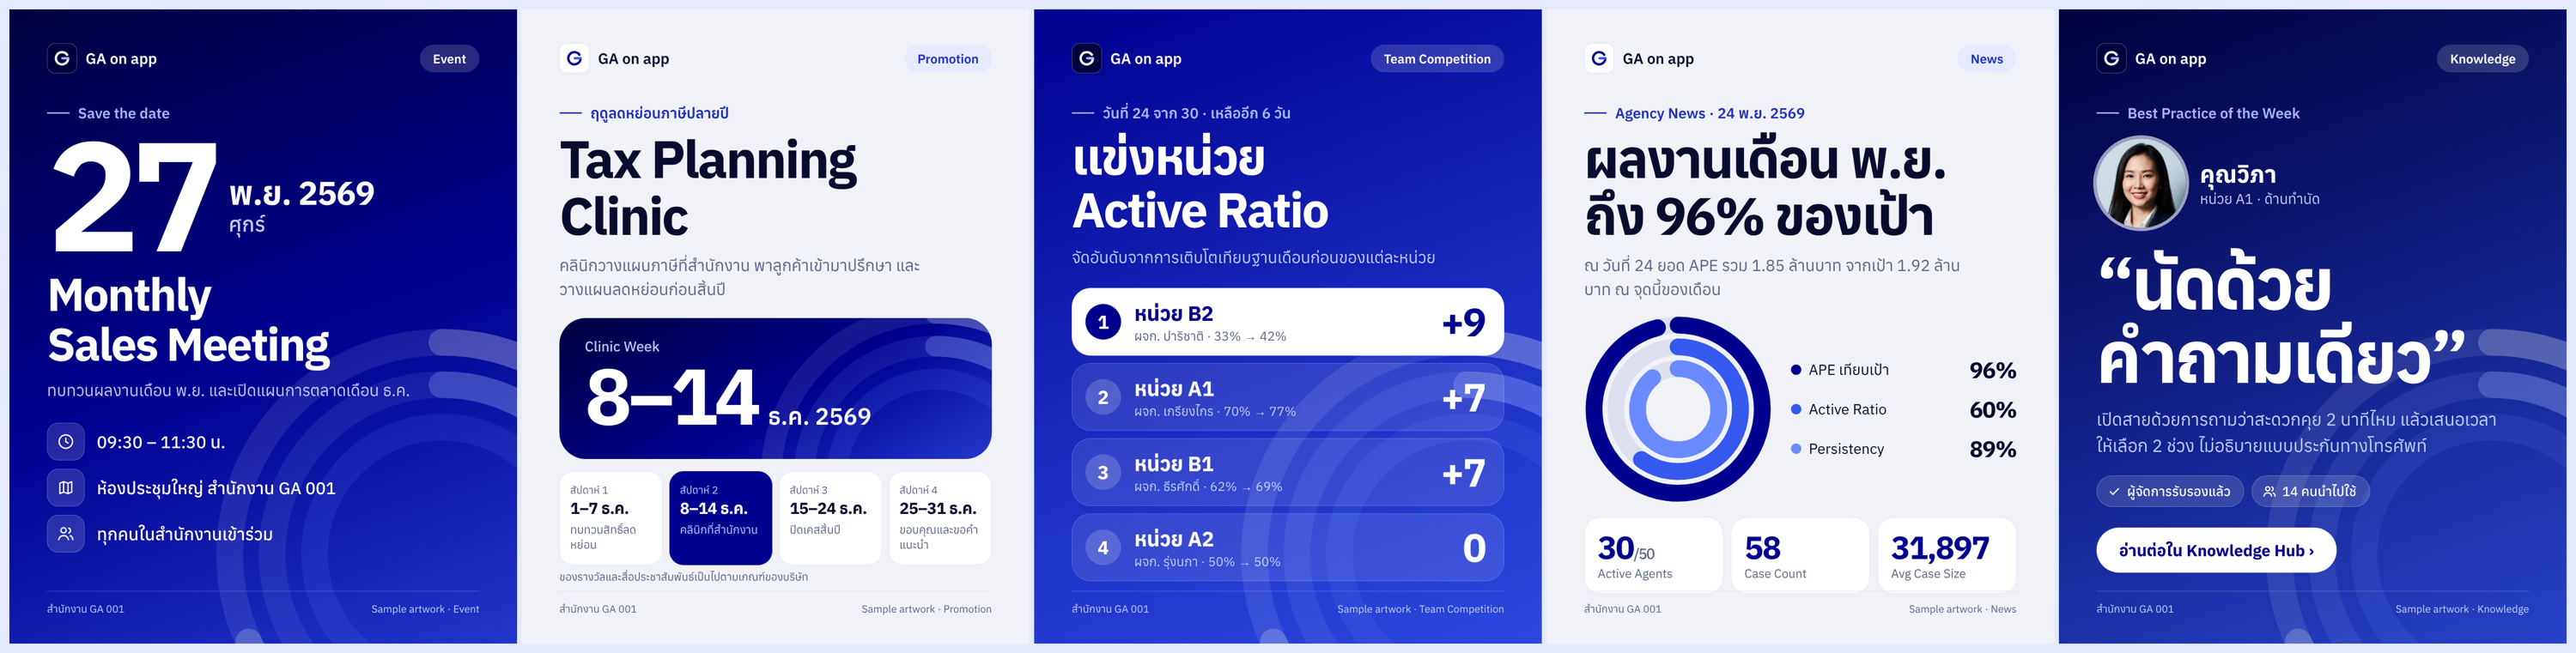 GA on app
Event
Save the date
27
พ.ย. 2569
ศุกร์
Monthly
Sales Meeting
ทบทวนผลงานเดือน พ.ย. และเปิดแผนการตลาดเดือน ธ.ค.
09:30 – 11:30 น.
ห้องประชุมใหญ่ สำนักงาน GA 001
ทุกคนในสำนักงานเข้าร่วม
สำนักงาน GA 001
Sample artwork · Event
GA on app
Promotion
ฤดูลดหย่อนภาษีปลายปี
Tax Planning
Clinic
คลินิกวางแผนภาษีที่สำนักงาน พาลูกค้าเข้ามาปรึกษา และ
วางแผนลดหย่อนก่อนสิ้นปี
Clinic Week
8–14 ธ.ค. 2569
สัปดาห์ 1
1–7 ธ.ค.
ทบทวนสิทธิ์ลด
หย่อน
สัปดาห์ 2
8–14 ธ.ค.
คลินิกที่สำนักงาน
สัปดาห์ 3
15–24 ธ.ค.
ปิดเคสสิ้นปี
สัปดาห์ 4
25–31 ธ.ค.
ขอบคุณและขอคำ
แนะนำ
ของรางวัลและสื่อประชาสัมพันธ์เป็นไปตามเกณฑ์ของบริษัท
สำนักงาน GA 001
Sample artwork · Promotion
GA on app
Team Competition
วันที่ 24 จาก 30 · เหลืออีก 6 วัน
แข่งหน่วย
Active Ratio
จัดอันดับจากการเติบโตเทียบฐานเดือนก่อนของแต่ละหน่วย
1
หน่วย B2
ผจก. ปาริชาติ · 33% → 42%
+9
2
หน่วย A1
ผจก. เกรียงไกร · 70% → 77%
+7
3
หน่วย B1
ผจก. ธีรศักดิ์ · 62% → 69%
+7
4
หน่วย A2
ผจก. รุ่งนภา · 50% → 50%
0
สำนักงาน GA 001
Sample artwork · Team Competition
GA on app
News
Agency News · 24 พ.ย. 2569
ผลงานเดือน พ.ย.
ถึง 96% ของเป้า
ณ วันที่ 24 ยอด APE รวม 1.85 ล้านบาท จากเป้า 1.92 ล้าน
บาท ณ จุดนี้ของเดือน
APE เทียบเป้า 96%
Active Ratio 60%
Persistency 89%
30/50
Active Agents
58
Case Count
31,897
Avg Case Size
สำนักงาน GA 001
Sample artwork · News
GA on app
Knowledge
Best Practice of the Week
คุณวิภา
หน่วย A1 · ด้านทำนัด
“นัดด้วย
คำถามเดียว”
เปิดสายด้วยการถามว่าสะดวกคุย 2 นาทีไหม แล้วเสนอเวลา
ให้เลือก 2 ช่วง ไม่อธิบายแบบประกันทางโทรศัพท์
ผู้จัดการรับรองแล้ว
14 คนนำไปใช้
อ่านต่อใน Knowledge Hub ›
สำนักงาน GA 001
Sample artwork · Knowledge